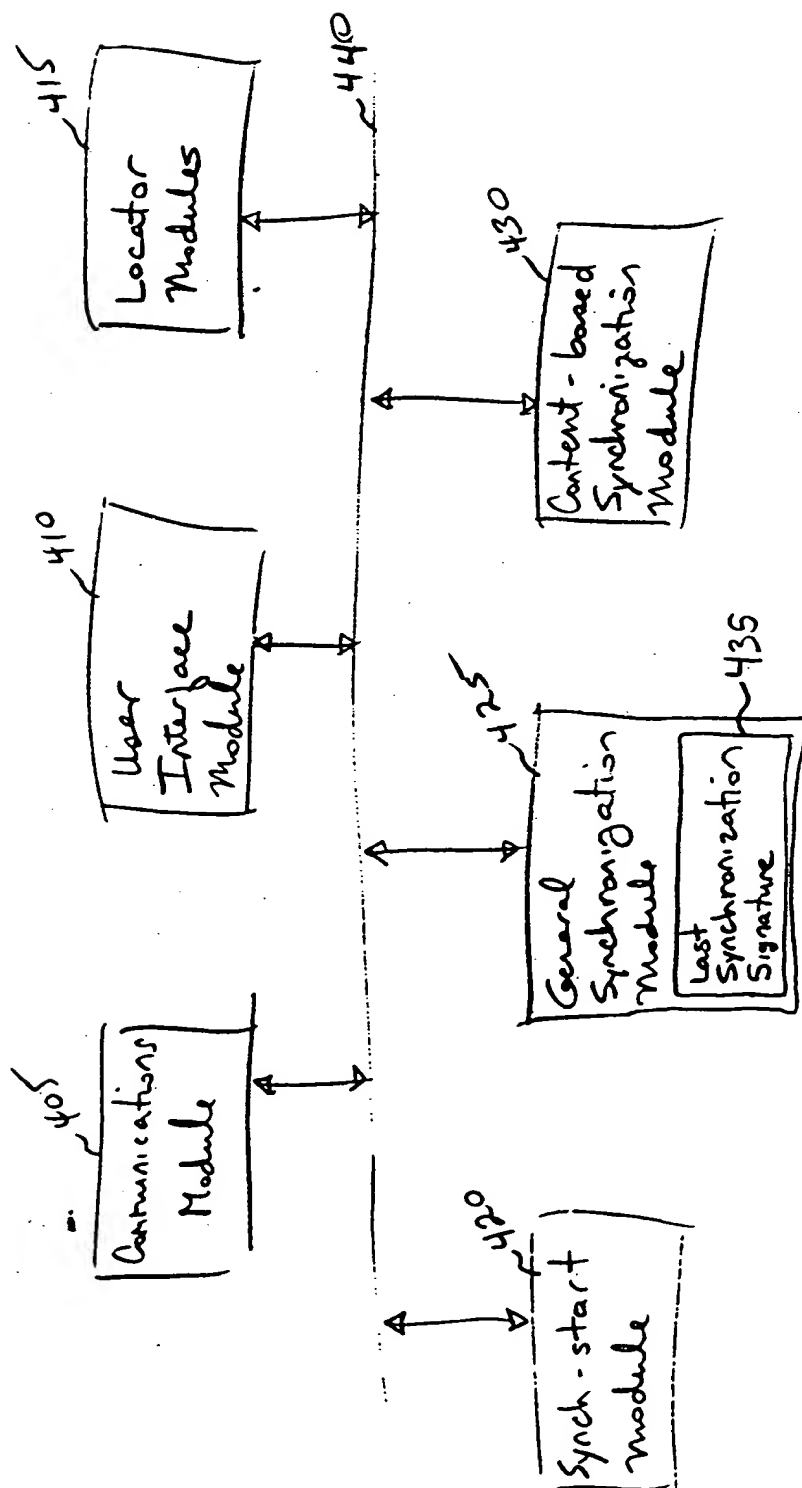 405
Communications
Module
410
User
Interface
Module
415
Locator
Modules
440
420
Synch-start
Module
425
General
Synchronization
Module
Last
Synchronization
Signature
435
430
Content-based
Synchronization
Module